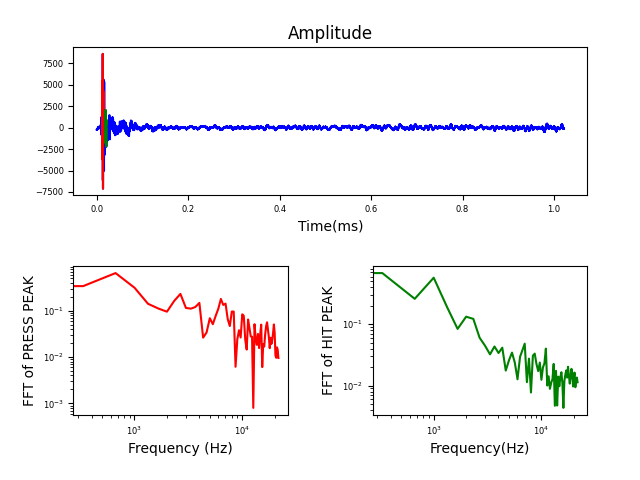 Amplitude
7500
5000
2500
0
−2500
−5000
−7500
0.0 0.2 0.4 0.6 0.8 1.0
Time(ms)
FFT of PRESS PEAK
10⁻¹
10⁻²
10⁻³
10³ 10⁴
Frequency (Hz)
FFT of HIT PEAK
10⁻¹
10⁻²
10³ 10⁴
Frequency(Hz)